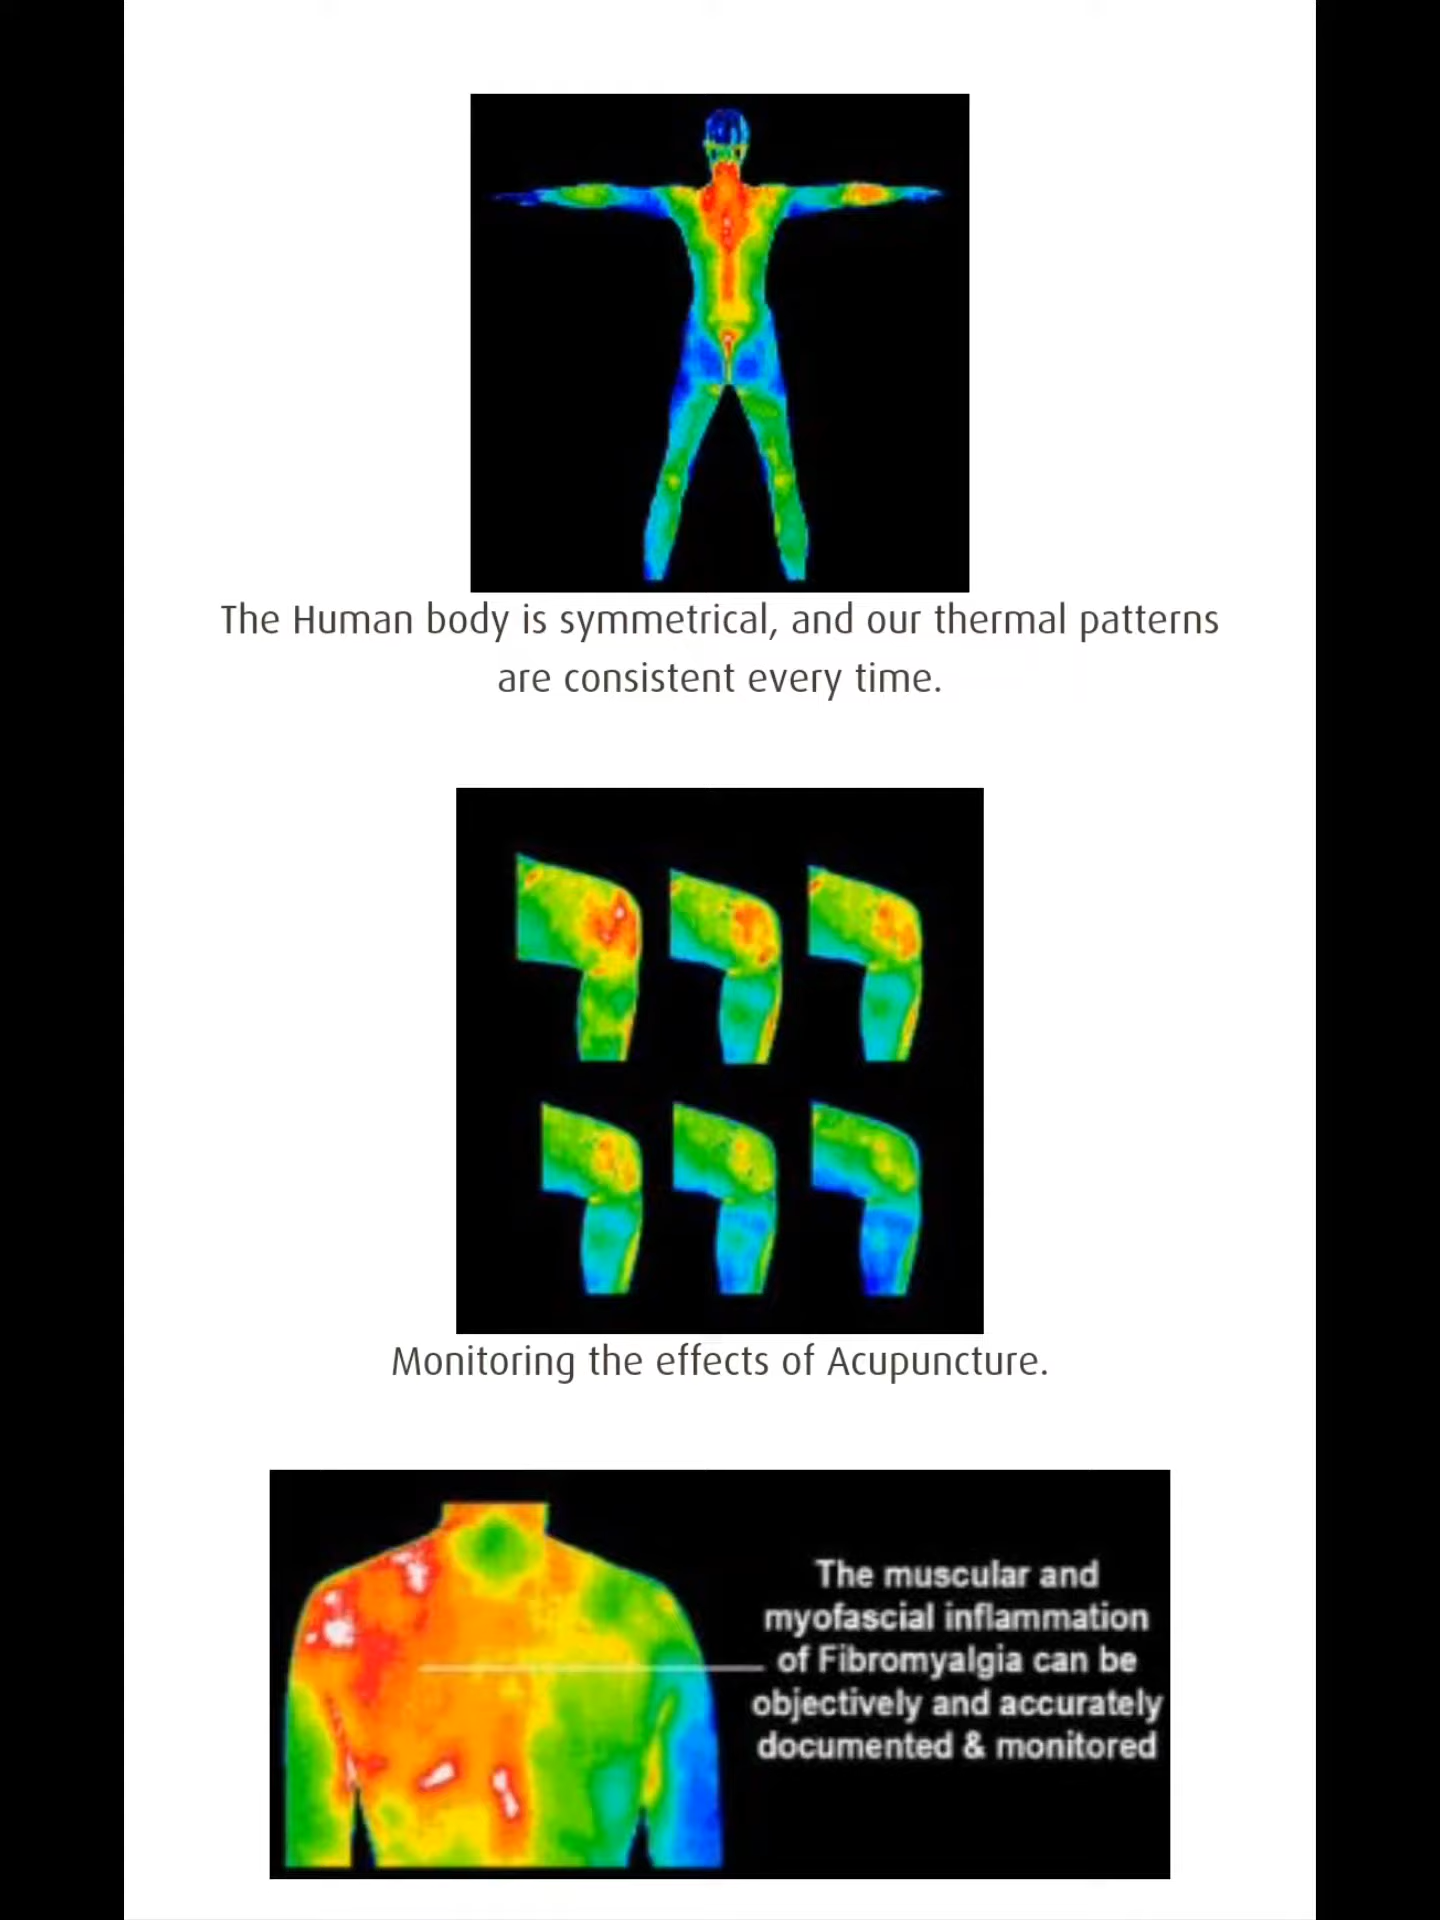 The Human body is symmetrical, and our thermal patterns
are consistent every time.
Monitoring the effects of Acupuncture.
The muscular and
myofascial inflammation
of Fibromyalgia can be
objectively and accurately
documented & monitored